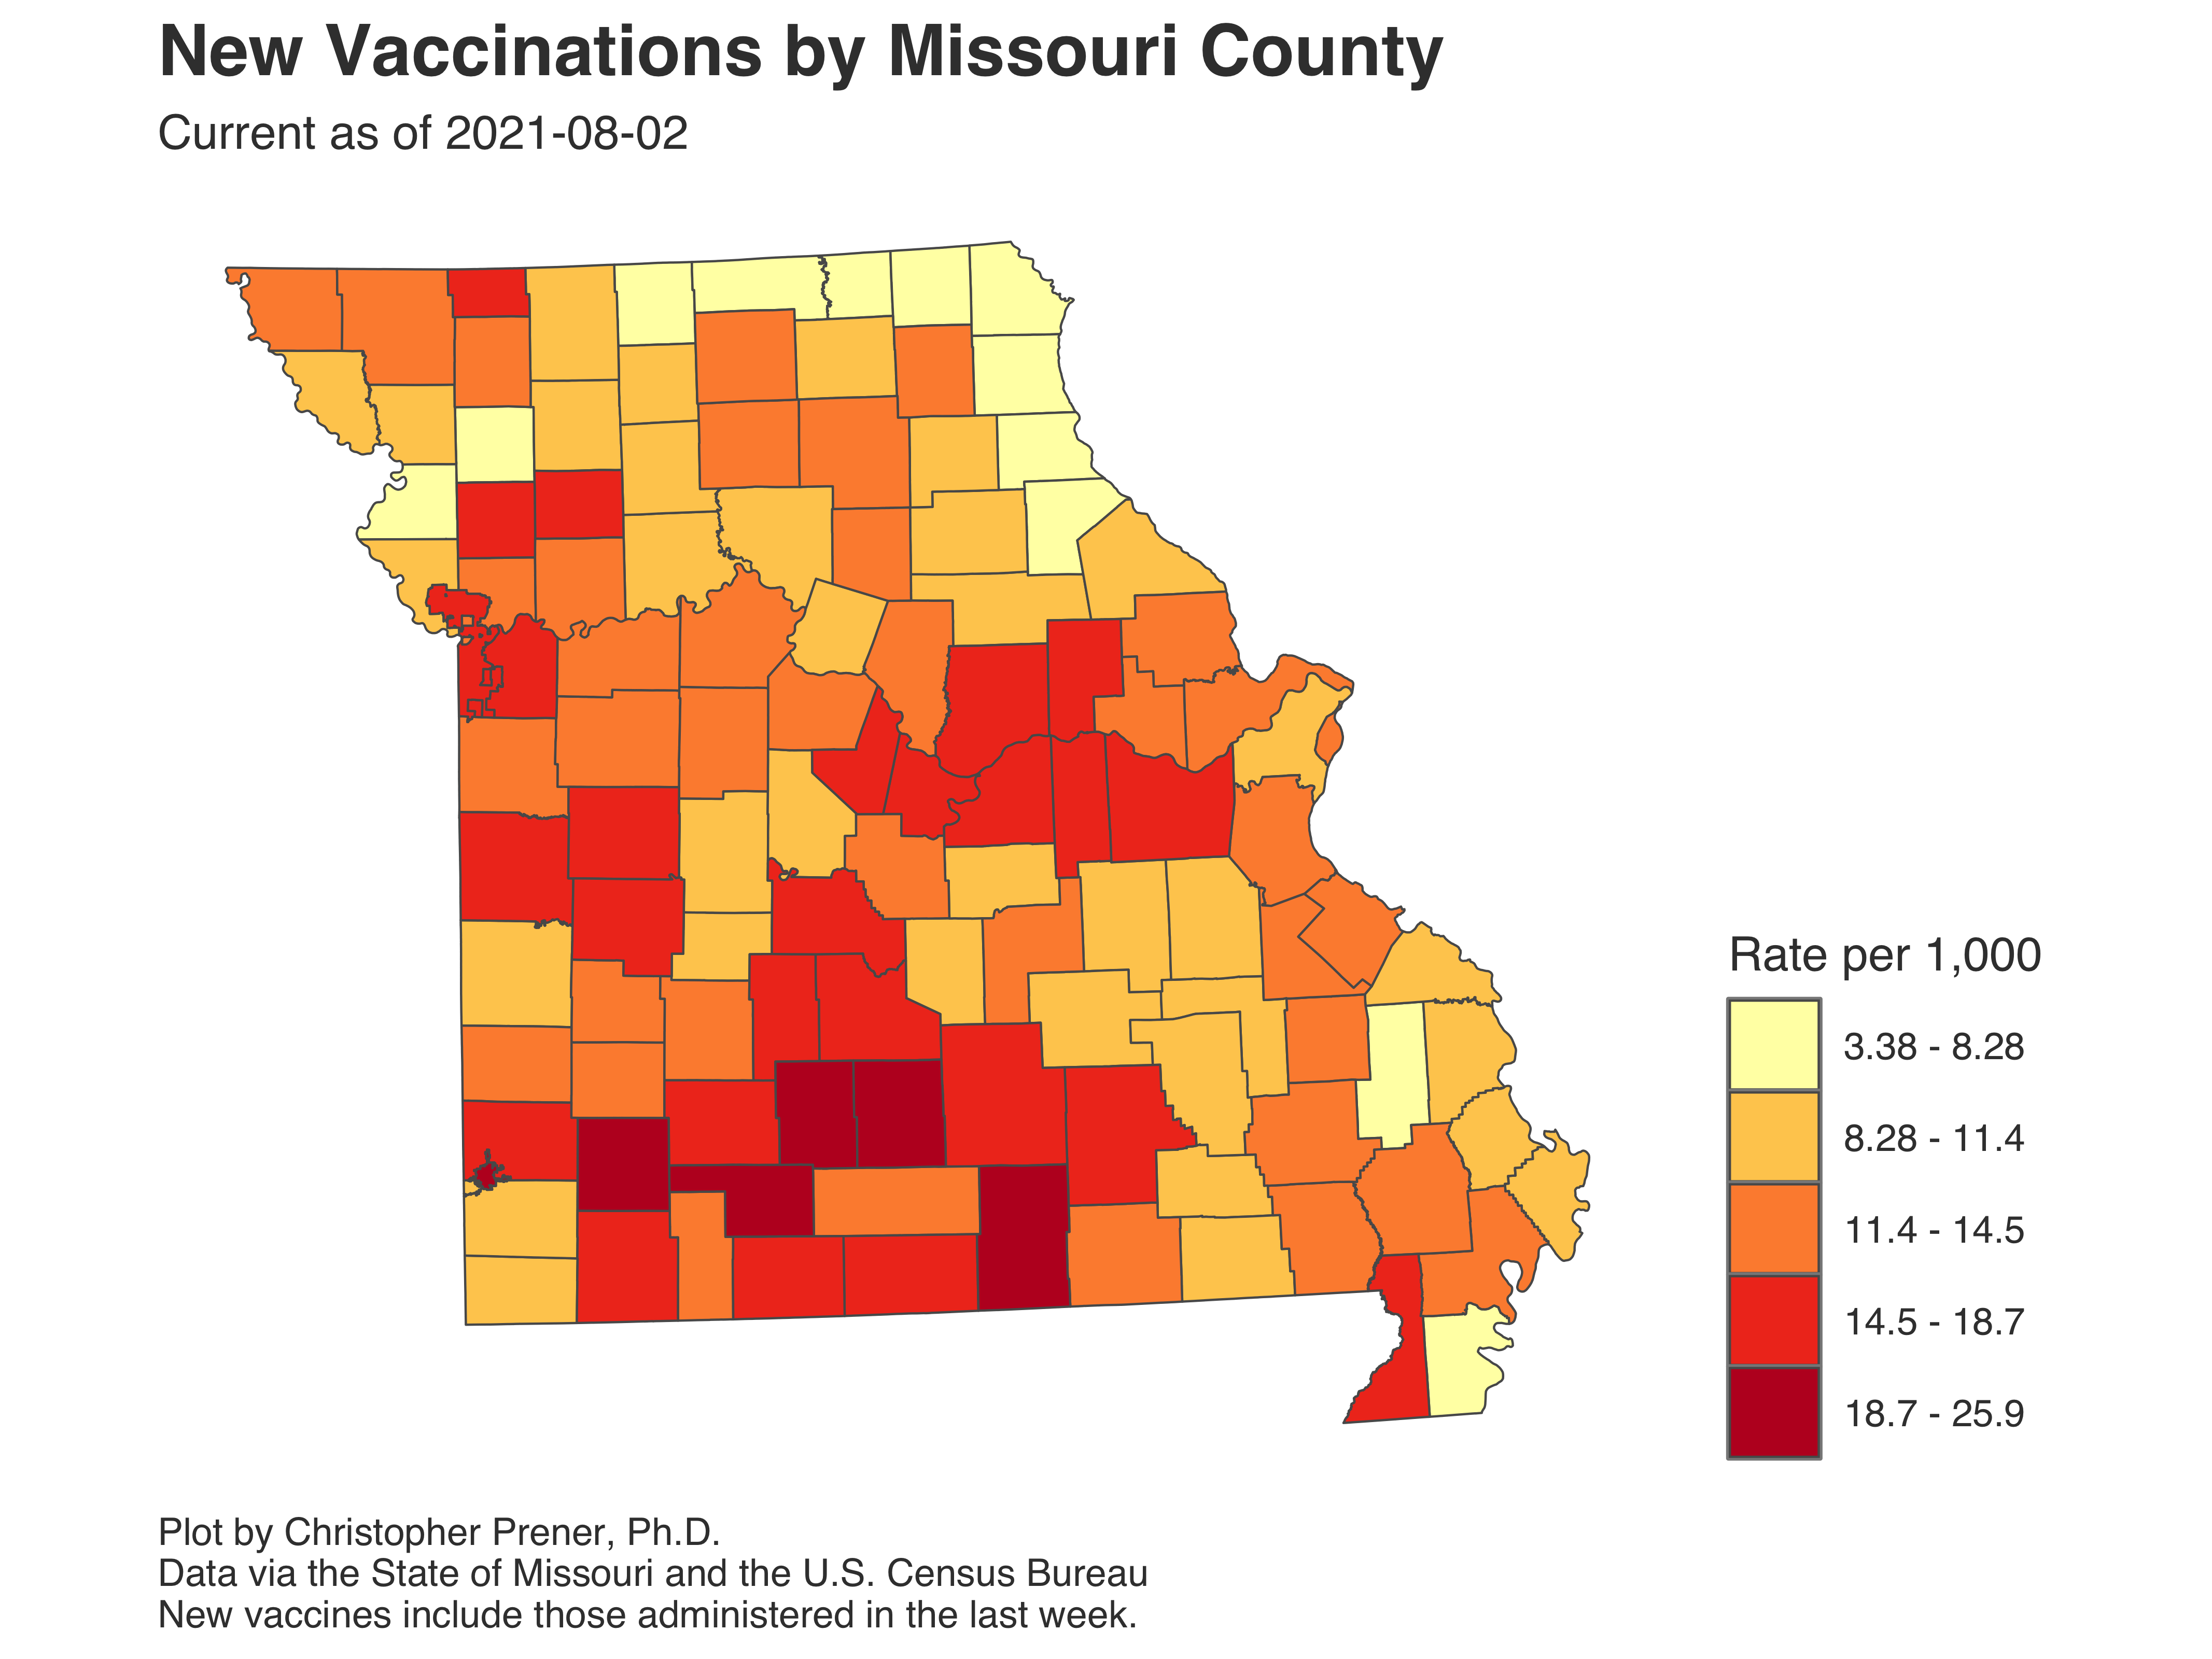 New Vaccinations by Missouri County
Current as of 2021-08-02
Rate per 1,000
3.38 - 8.28
8.28 - 11.4
11.4 - 14.5
14.5 - 18.7
18.7 - 25.9
Plot by Christopher Prener, Ph.D.
Data via the State of Missouri and the U.S. Census Bureau
New vaccines include those administered in the last week.